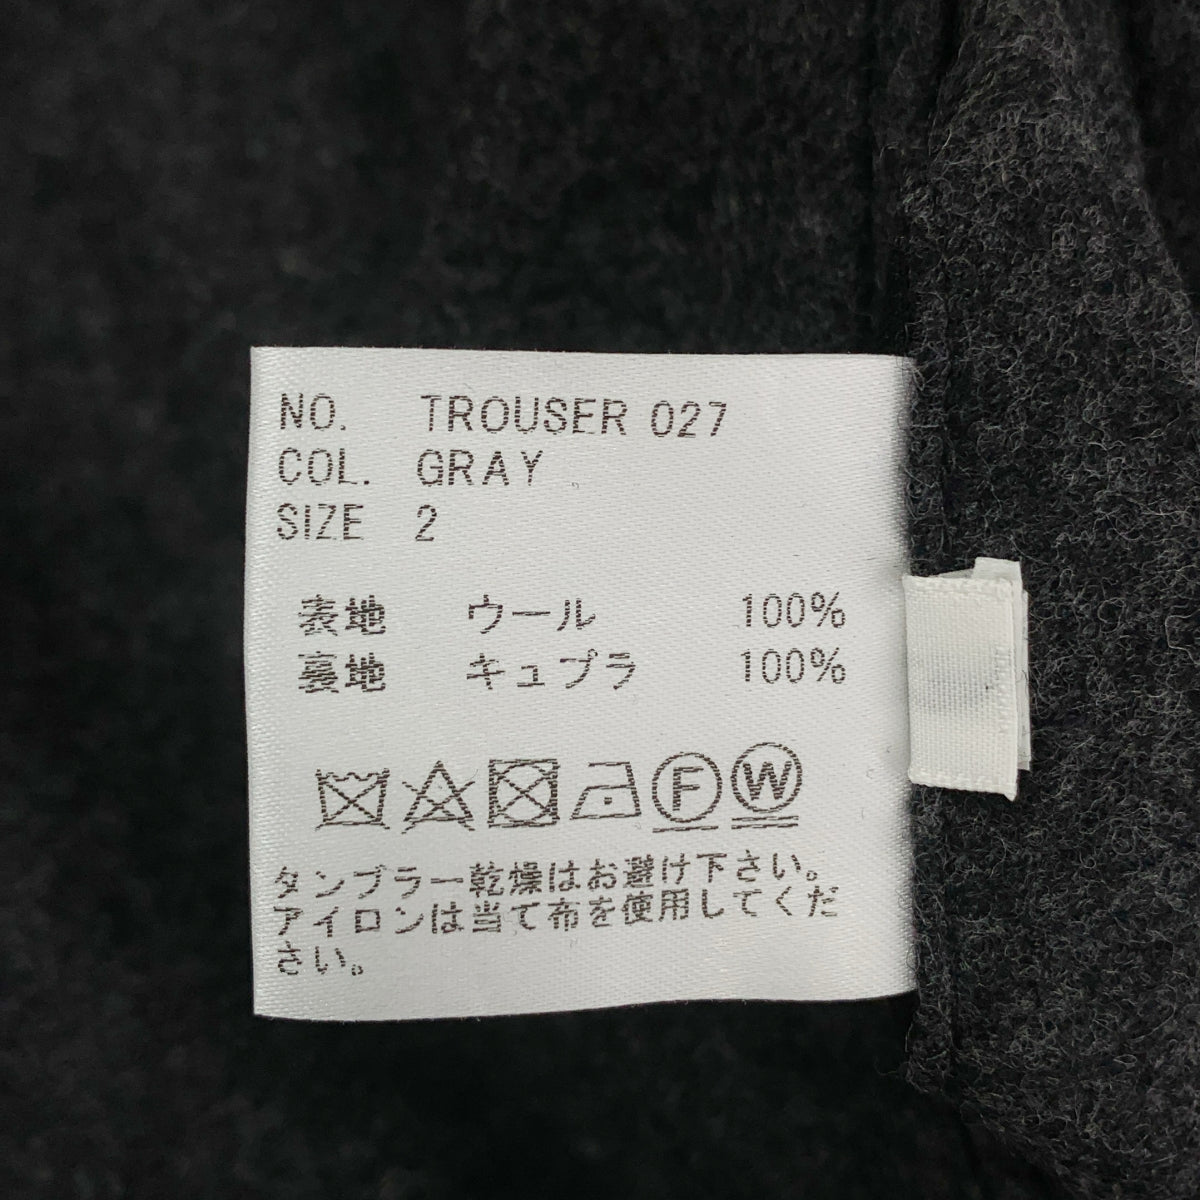 NO. TROUSER 027
COL. GRAY
SIZE 2
表地 ウール 100%
裏地 キュプラ 100%
F W
タンブラー乾燥はお避け下さい。
アイロンは当て布を使用してくだ
さい。